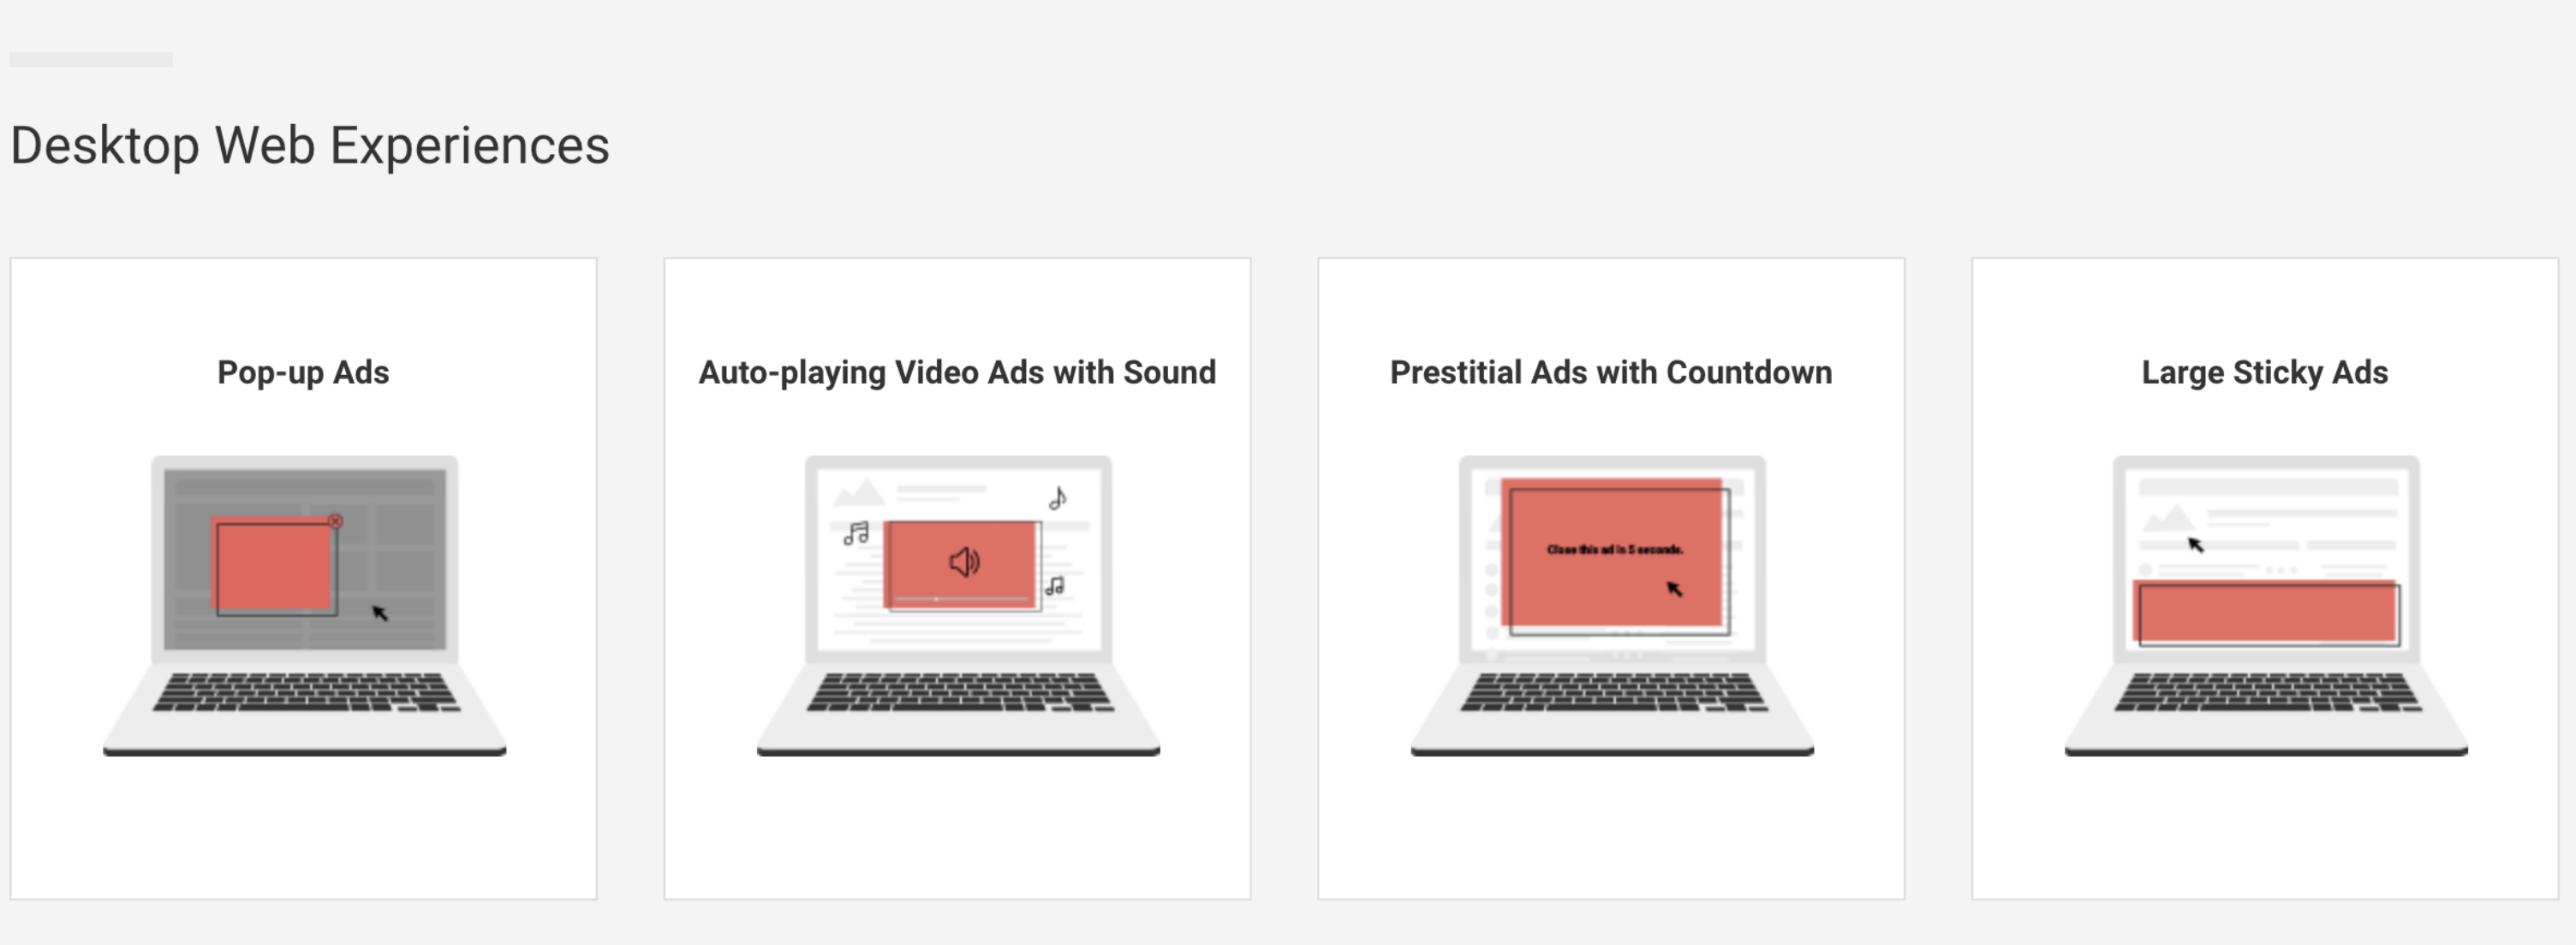 Desktop Web Experiences
Pop-up Ads
Auto-playing Video Ads with Sound
Prestitial Ads with Countdown
Large Sticky Ads
Close this ad in 5 seconds.